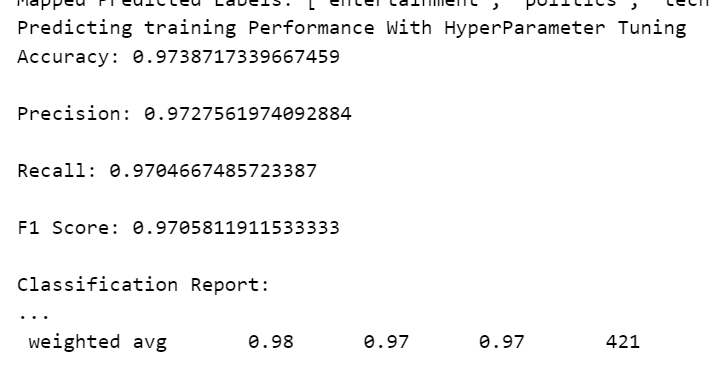 Mapped Predicted Labels: ['entertainment', 'politics', 'tech
Predicting training Performance With HyperParameter Tuning
Accuracy: 0.9738717339667459
Precision: 0.9727561974092884
Recall: 0.9704667485723387
F1 Score: 0.9705811911533333
Classification Report:
...
weighted avg 0.98 0.97 0.97 421